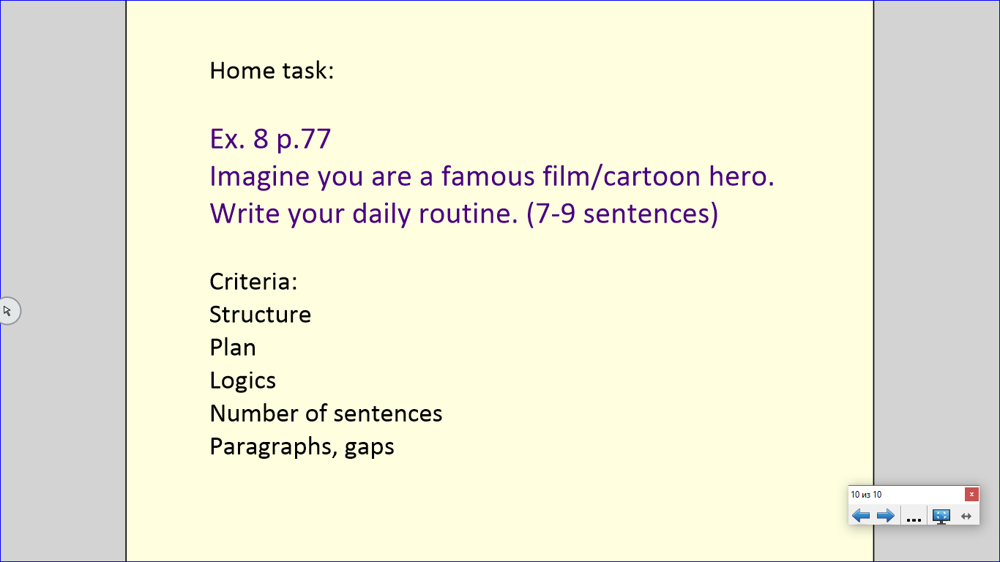 Home task:
Ex. 8 p.77
Imagine you are a famous film/cartoon hero.
Write your daily routine. (7-9 sentences)
Criteria:
Structure
Plan
Logics
Number of sentences
Paragraphs, gaps
10 из 10